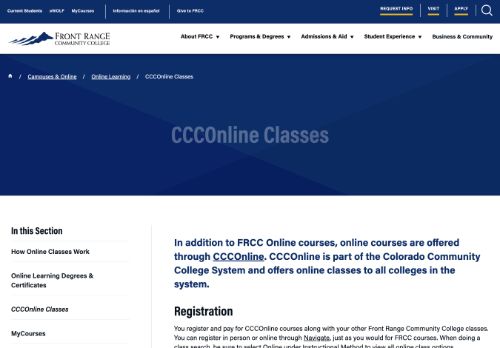 Current Students eWOLF MyCourses Información en español Give to FRCC REQUEST INFO VISIT APPLY
FRONT RANGE
COMMUNITY COLLEGE
About FRCC ▼ Programs & Degrees ▼ Admissions & Aid ▼ Student Experience ▼ Business & Community
/ Campuses & Online / Online Learning / CCCOnline Classes
CCCOnline Classes
In this Section
How Online Classes Work
Online Learning Degrees &
Certificates
CCCOnline Classes
MyCourses
In addition to FRCC Online courses, online courses are offered
through CCCOnline. CCCOnline is part of the Colorado Community
College System and offers online classes to all colleges in the
system.
Registration
You register and pay for CCCOnline courses along with your other Front Range Community College classes.
You can register in person or online through Navigate, just as you would for FRCC courses. When doing a
class search, be sure to select Online under Instructional Method to view all online class options.